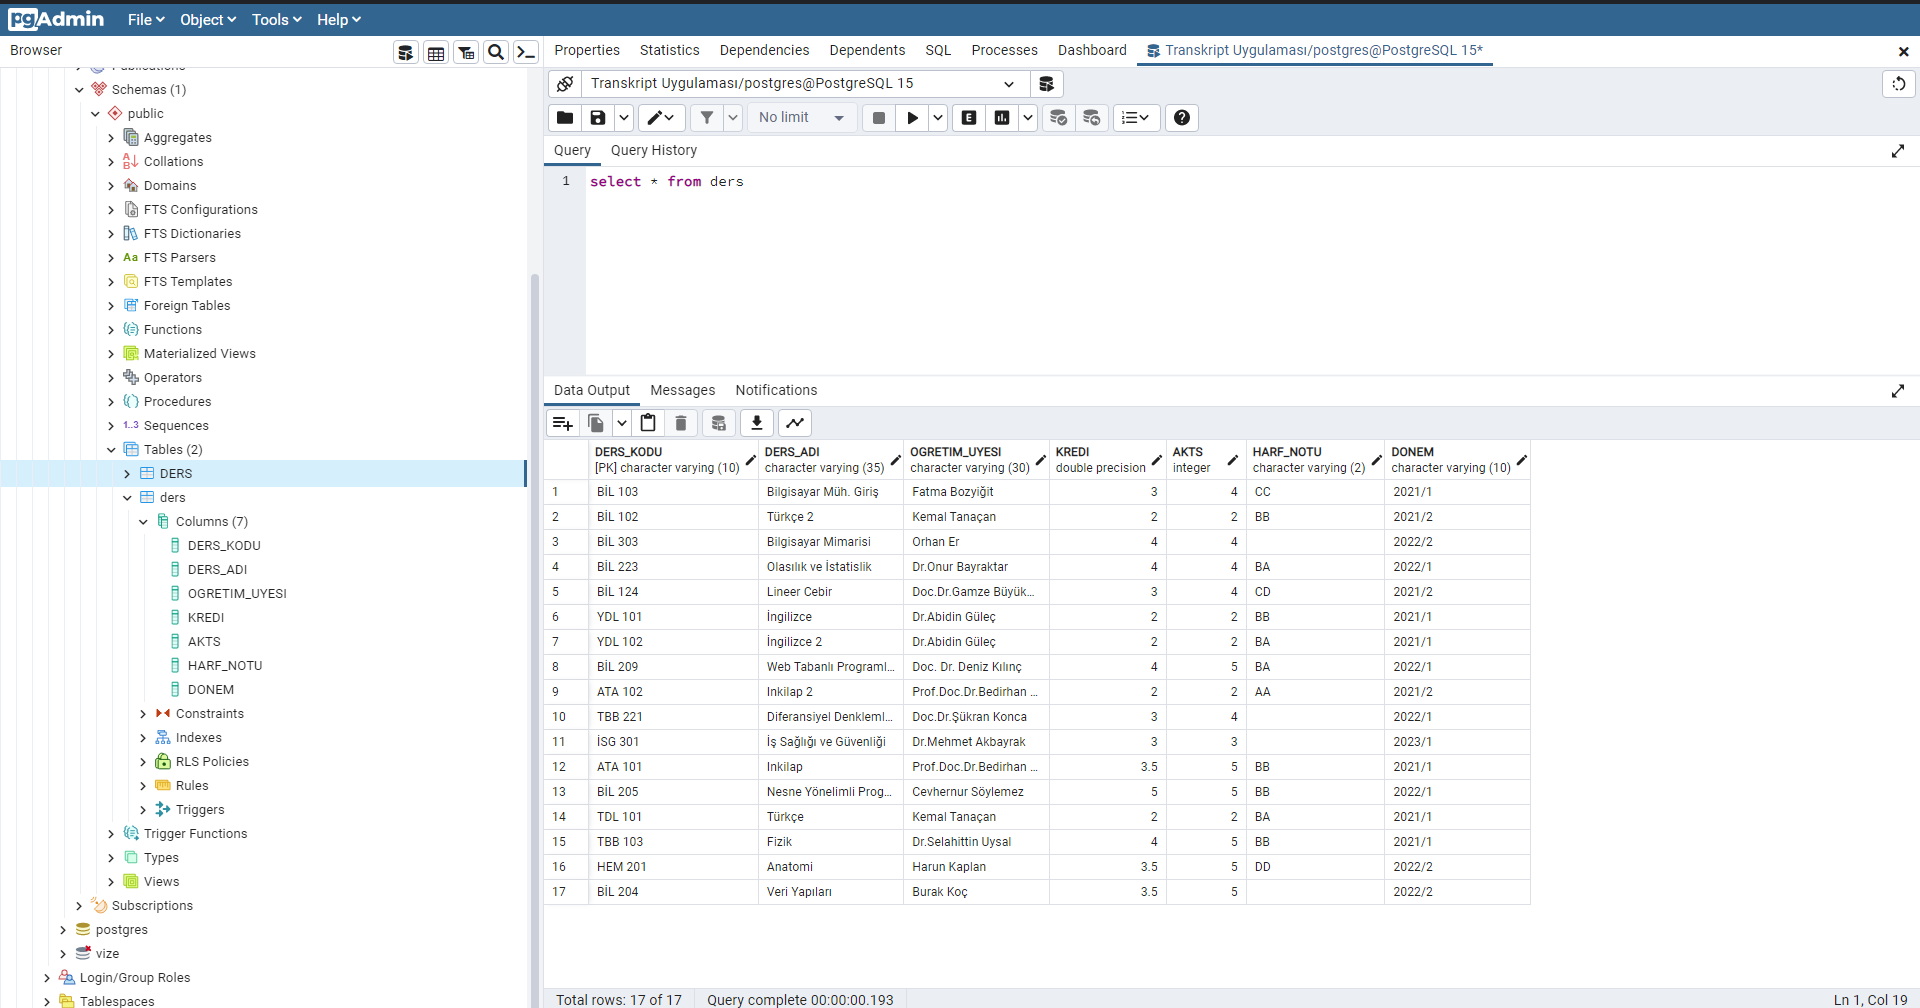 pgAdmin File Object Tools Help
Browser
Properties Statistics Dependencies Dependents SQL Processes Dashboard Transkript Uygulaması/postgres@PostgreSQL 15*
Publications
Schemas (1)
public
Aggregates
Collations
Domains
FTS Configurations
FTS Dictionaries
Aa FTS Parsers
FTS Templates
Foreign Tables
Functions
Materialized Views
Operators
Procedures
1..3 Sequences
Tables (2)
DERS
ders
Columns (7)
DERS_KODU
DERS_ADI
OGRETIM_UYESI
KREDI
AKTS
HARF_NOTU
DONEM
Constraints
Indexes
RLS Policies
Rules
Triggers
Trigger Functions
Types
Views
Subscriptions
postgres
vize
Login/Group Roles
Tablespaces
Transkript Uygulaması/postgres@PostgreSQL 15
No limit
E
Query Query History
1 select * from ders
Data Output Messages Notifications
DERS_KODU DERS_ADI OGRETIM_UYESI KREDI AKTS HARF_NOTU DONEM
[PK] character varying (10) character varying (35) character varying (30) double precision integer character varying (2) character varying (10)
1 BİL 103 Bilgisayar Müh. Giriş Fatma Bozyiğit 3 4 CC 2021/1
2 BİL 102 Türkçe 2 Kemal Tanaçan 2 2 BB 2021/2
3 BİL 303 Bilgisayar Mimarisi Orhan Er 4 4 2022/2
4 BİL 223 Olasılık ve İstatislik Dr.Onur Bayraktar 4 4 BA 2022/1
5 BİL 124 Lineer Cebir Doc.Dr.Gamze Büyük... 3 4 CD 2021/2
6 YDL 101 İngilizce Dr.Abidin Güleç 2 2 BB 2021/1
7 YDL 102 İngilizce 2 Dr.Abidin Güleç 2 2 BA 2021/1
8 BİL 209 Web Tabanlı Programl... Doc. Dr. Deniz Kılınç 4 5 BA 2022/1
9 ATA 102 Inkilap 2 Prof.Doc.Dr.Bedirhan ... 2 2 AA 2021/2
10 TBB 221 Diferansiyel Denkleml... Doc.Dr.Şükran Konca 3 4 2022/1
11 İSG 301 İş Sağlığı ve Güvenliği Dr.Mehmet Akbayrak 3 3 2023/1
12 ATA 101 Inkilap Prof.Doc.Dr.Bedirhan ... 3.5 5 BB 2021/1
13 BİL 205 Nesne Yönelimli Prog... Cevhernur Söylemez 5 5 BB 2022/1
14 TDL 101 Türkçe Kemal Tanaçan 2 2 BA 2021/1
15 TBB 103 Fizik Dr.Selahittin Uysal 4 5 BB 2021/1
16 HEM 201 Anatomi Harun Kaplan 3.5 5 DD 2022/2
17 BİL 204 Veri Yapıları Burak Koç 3.5 5 2022/2
Total rows: 17 of 17 Query complete 00:00:00.193 Ln 1, Col 19